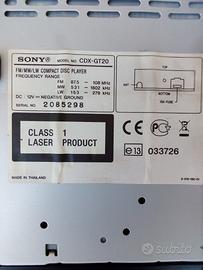 SONY MODEL NO. CDX-GT20
FM/MW/LW COMPACT DISC PLAYER
FREQUENCY RANGE
FM 87.5 - 108 MHz
MW 531 - 1602 kHz
LW 153 - 279 kHz
DC : 12V ⎓ NEGATIVE GROUND
SERIAL NO 2085298
TOP
BOTTOM
CLASS 1
LASER PRODUCT
e13 033726
MADE IN THAILAND
subito.it